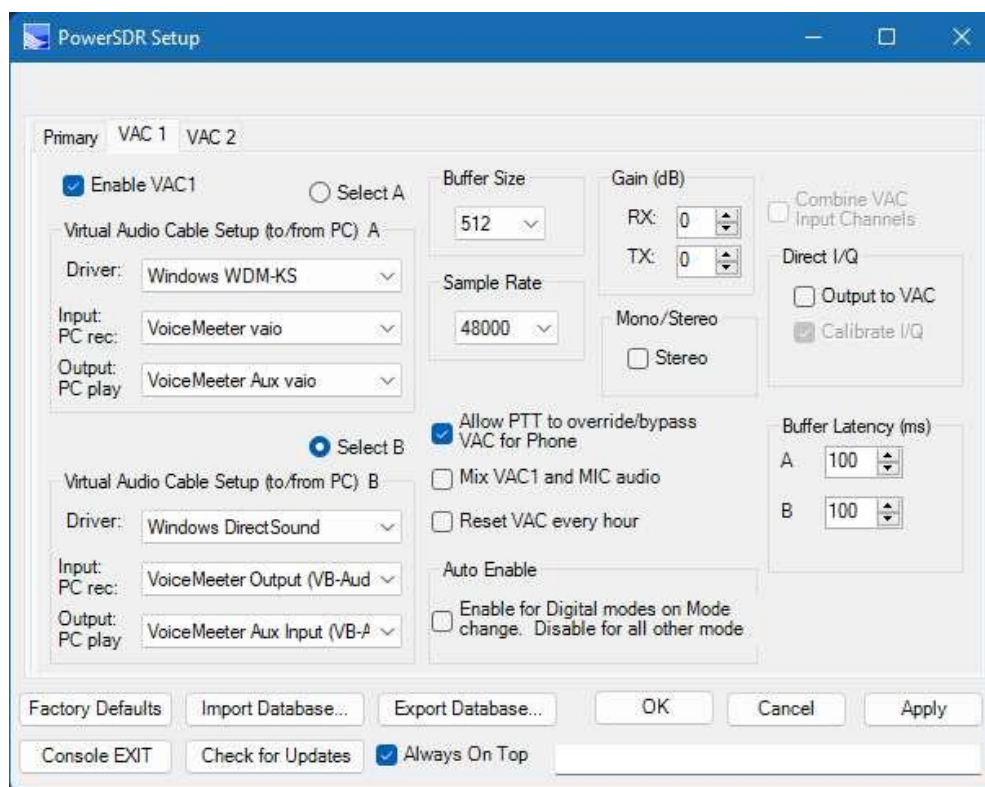 PowerSDR Setup
Primary VAC 1 VAC 2
Enable VAC1
Select A
Virtual Audio Cable Setup (to/from PC) A
Driver: Windows WDM-KS
Input:
PC rec: VoiceMeeter vaio
Output:
PC play VoiceMeeter Aux vaio
Select B
Virtual Audio Cable Setup (to/from PC) B
Driver: Windows DirectSound
Input:
PC rec: VoiceMeeter Output (VB-Aud
Output:
PC play VoiceMeeter Aux Input (VB-A
Buffer Size
512
Sample Rate
48000
Gain (dB)
RX: 0
TX: 0
Mono/Stereo
Stereo
Combine VAC
Input Channels
Direct I/Q
Output to VAC
Calibrate I/Q
Allow PTT to override/bypass
VAC for Phone
Mix VAC1 and MIC audio
Reset VAC every hour
Buffer Latency (ms)
A 100
B 100
Auto Enable
Enable for Digital modes on Mode
change. Disable for all other mode
Factory Defaults Import Database... Export Database... OK Cancel Apply
Console EXIT Check for Updates Always On Top